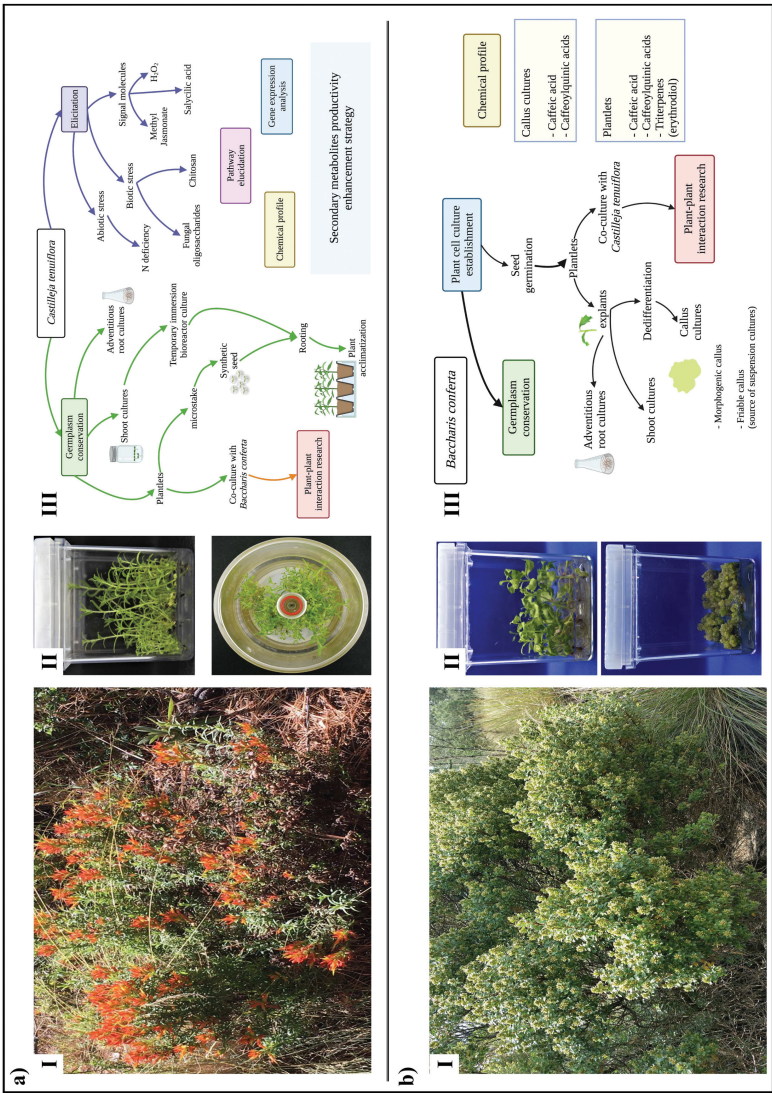 a)
I
II
III
Castilleja tenuiflora
Germplasm
conservation
Elicitation
Adventitious
root cultures
Shoot cultures
Plantlets
Temporary immersion
bioreactor culture
microstake
Synthetic
seed
Co-culture with
Baccharis conferta
Plant-plant
interaction research
Rooting
Plant
acclimatization
Abiotic stress
N deficiency
Biotic stress
Fungal
oligosaccharides
Chitosan
Signal molecules
Methyl
Jasmonate
H₂O₂
Salycilic acid
Chemical profile
Pathway
elucidation
Gene expression
analysis
Secondary metabolites productivity
enhancement strategy
b)
I
II
III
Baccharis conferta
Plant cell culture
establishment
Germplasm
conservation
Seed
germination
Plantlets
explants
Co-culture with
Castilleja tenuiflora
Plant-plant
interaction research
Adventitious
root cultures
Shoot cultures
Dedifferentiation
Callus
cultures
- Morphogenic callus
- Friable callus
(source of suspension cultures)
Chemical profile
Callus cultures
- Caffeic acid
- Caffeoylquinic acids
Plantlets
- Caffeic acid
- Caffeoylquinic acids
- Triterpenes
(erythrodiol)